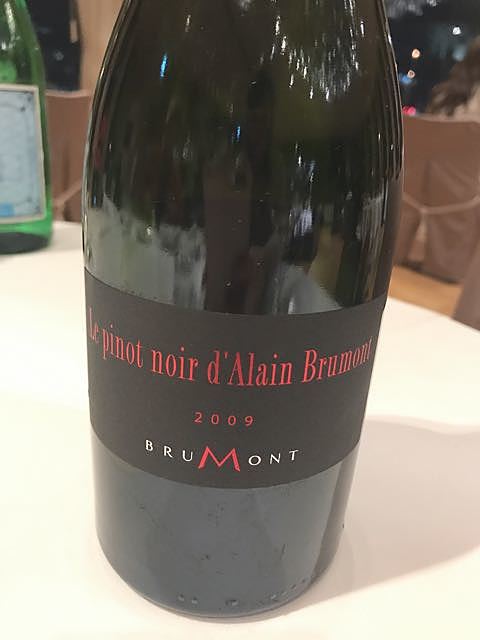 Le pinot noir d'Alain Brumont
2009
BRUMONT